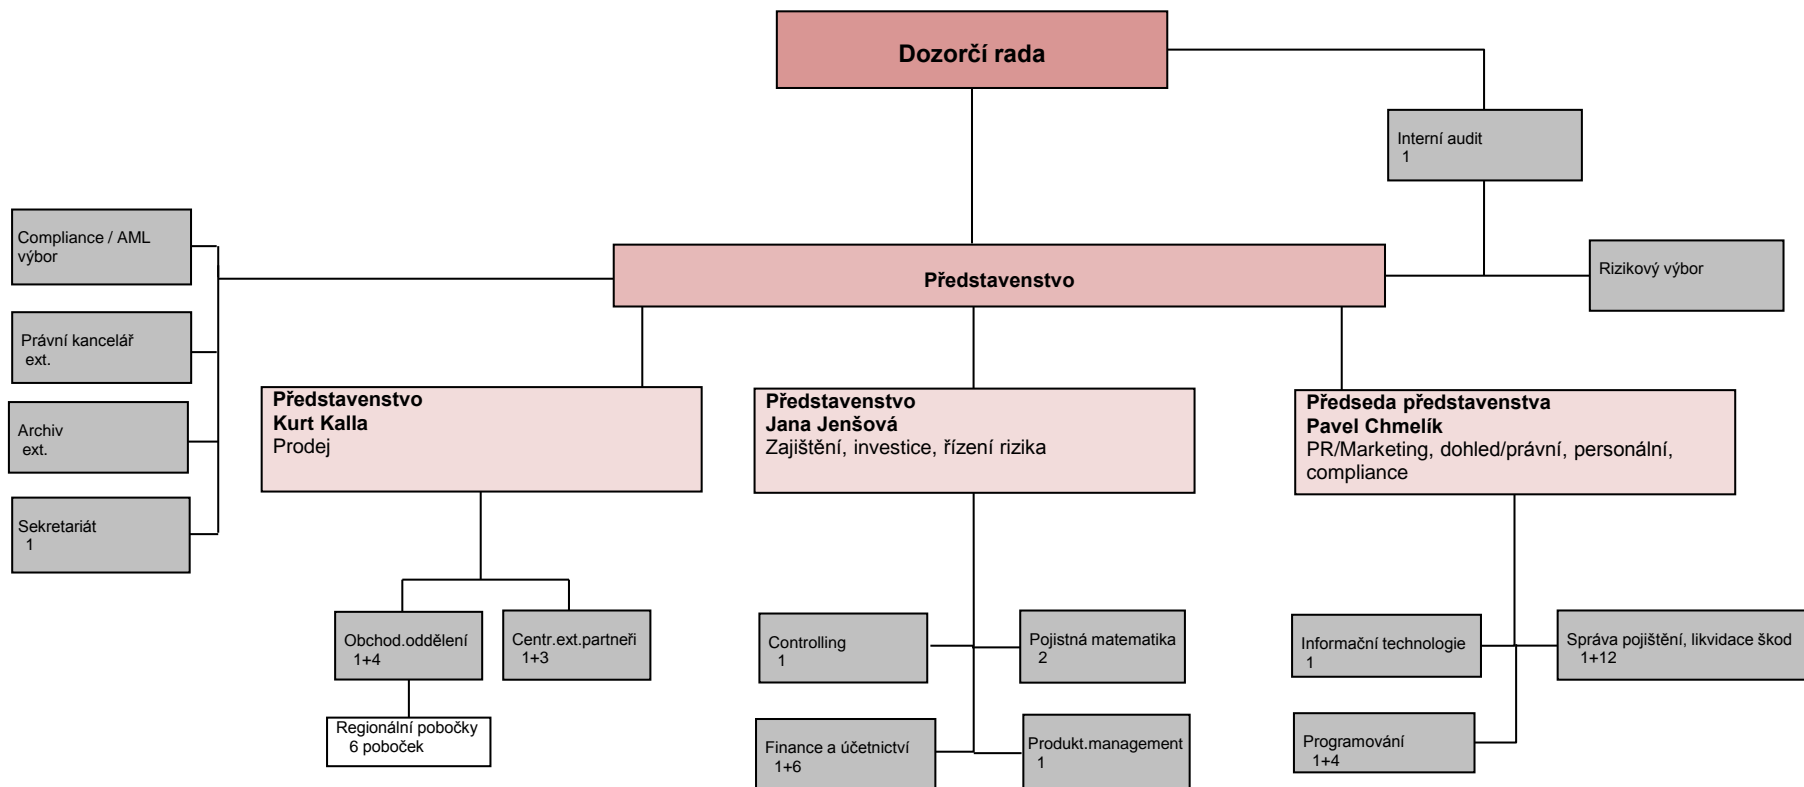 Dozorčí rada
Interní audit
1
Compliance / AML
výbor
Představenstvo
Rizikový výbor
Právní kancelář
ext.
Archiv
ext.
Sekretariát
1
Představenstvo
Kurt Kalla
Prodej
Představenstvo
Jana Jenšová
Zajištění, investice, řízení rizika
Předseda představenstva
Pavel Chmelík
PR/Marketing, dohled/právní, personální,
compliance
Obchod.oddělení
1+4
Centr.ext.partneři
1+3
Regionální pobočky
6 poboček
Controlling
1
Pojistná matematika
2
Finance a účetnictví
1+6
Produkt.management
1
Informační technologie
1
Správa pojištění, likvidace škod
1+12
Programování
1+4